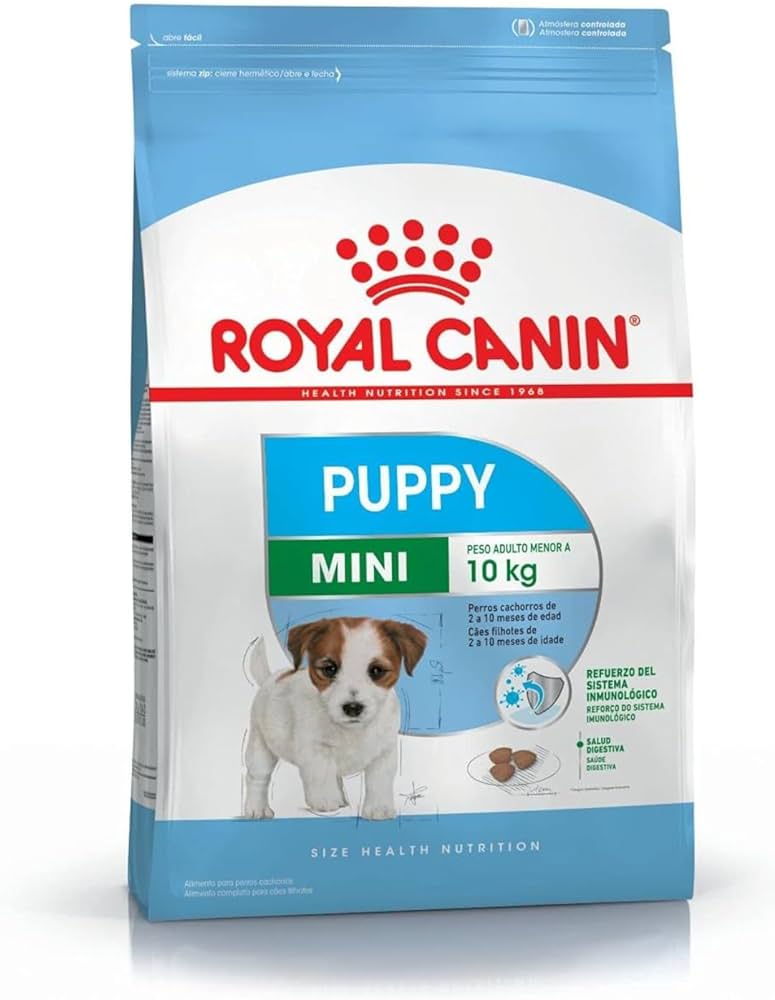 abre fácil
Atmósfera controlada
Atmosfera controlada
sistema zip: cierre hermético/abre e fecha
ROYAL CANIN®
HEALTH NUTRITION SINCE 1968
PUPPY
MINI
PESO ADULTO MENOR A
10 kg
Perros cachorros de
2 a 10 meses de edad
Cães filhotes de
2 a 10 meses de idade
REFUERZO DEL
SISTEMA
INMUNOLÓGICO
REFORÇO DO SISTEMA
IMUNOLÓGICO
SALUD
DIGESTIVA
SAÚDE
DIGESTIVA
SIZE HEALTH NUTRITION
Alimento para perros cachorros
Alimento completo para cães filhotes